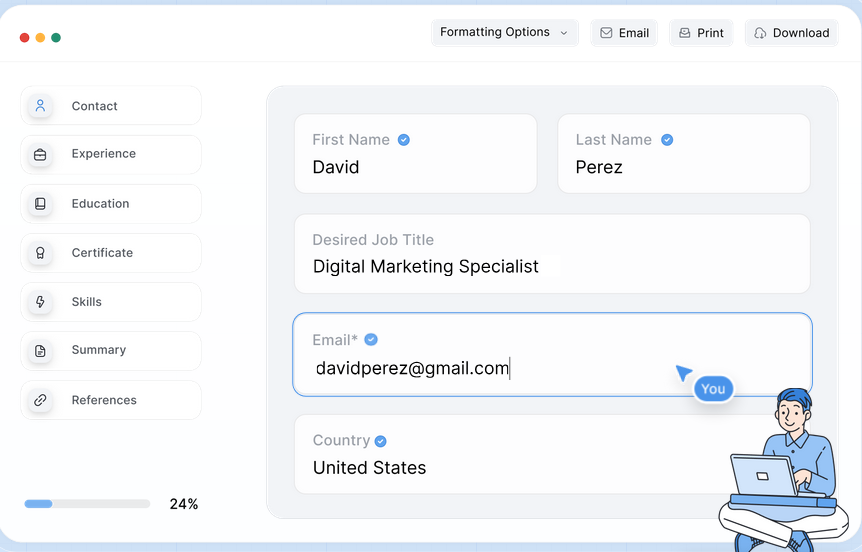 Formatting Options
Email
Print
Download
Contact
Experience
Education
Certificate
Skills
Summary
References
24%
First Name
David
Last Name
Perez
Desired Job Title
Digital Marketing Specialist
Email*
davidperez@gmail.com
You
Country
United States